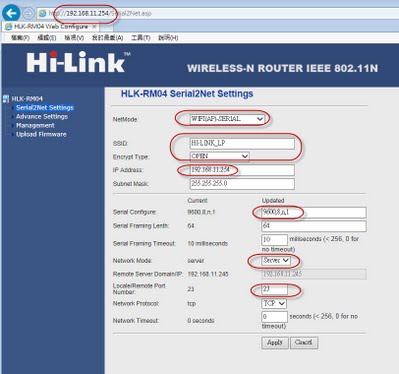 http://192.168.11.254/Serial2Net.asp
HLK-RM04 Web Configure
檔案(F) 編輯(E) 檢視(V) 我的最愛(A) 工具(T) 說明(H)
Hi-Link
WIRELESS-N ROUTER IEEE 802.11N
HLK-RM04
Serial2Net Settings
Advance Settings
Management
Upload Firmware
HLK-RM04 Serial2Net Settings
NetMode: WIFI(AP)-SERIAL
SSID: HI-LINK_LP
Encrypt Type: OPEN
IP Address: 192.168.11.254
Subnet Mask: 255.255.255.0
Current Updated
Serial Configure: 9600,8,n,1 9600,8,n,1
Serial Framing Lenth: 64 64
Serial Framing Timeout: 10 milliseconds 10 miliseconds (< 256, 0 for no timeout)
Network Mode: server Server
Remote Server Domain/IP: 192.168.11.245 192.168.11.245
Locale/Remote Port Number: 23 23
Network Protocol: tcp TCP
Network Timeout: 0 seconds 0 seconds (< 256, 0 for no timeout)
Apply Cancel